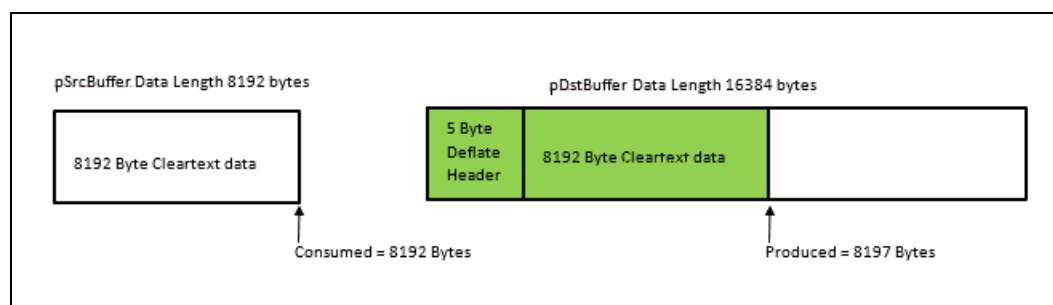 pSrcBuffer.Data Length 8192 bytes
pDstBuffer Data Length 16384 bytes
8192 Byte Cleartext data
5 Byte
Deflate
Header
8192 Byte Cleartext data
Consumed = 8192 Bytes
Produced = 8197 Bytes